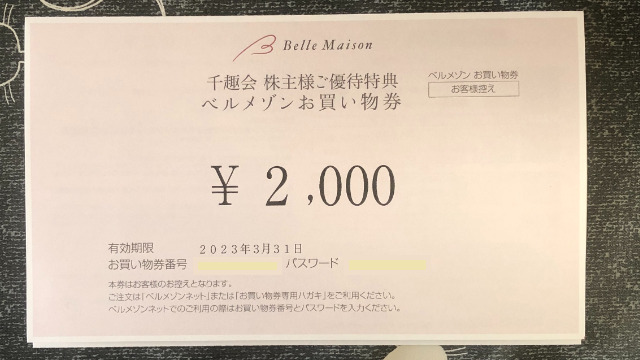 Belle Maison
千趣会 株主様ご優待特典
ベルメゾンお買い物券
ベルメゾン お買い物券
お客様控え
¥ 2,000
有効期限 2023年3月31日
お買い物券番号 パスワード
本券はお客様のお控えとなります。
ご注文は「ベルメゾンネット」または「お買い物券専用ハガキ」をご利用ください。
ベルメゾンネットでのご利用の際はお買い物券番号とパスワードを入力ください。